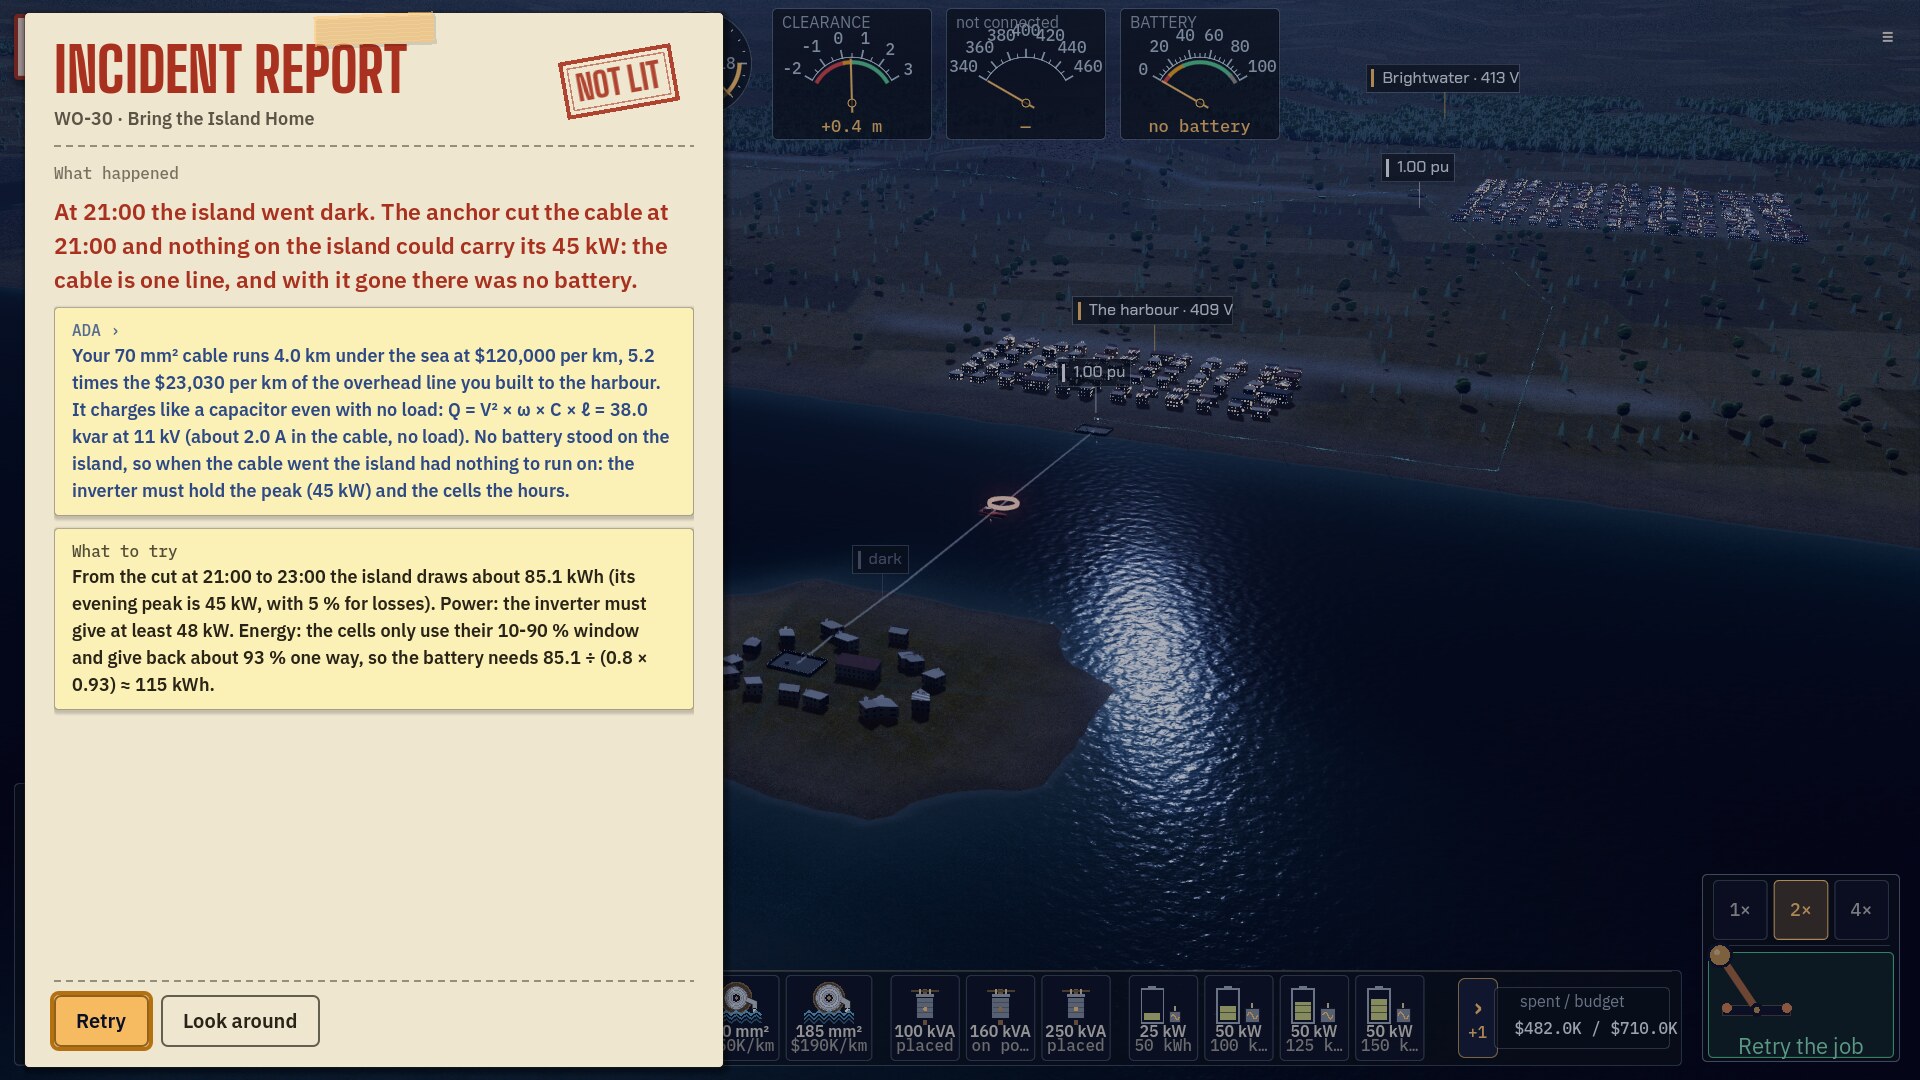 INCIDENT REPORT
NOT LIT
WO-30 · Bring the Island Home
What happened
At 21:00 the island went dark. The anchor cut the cable at
21:00 and nothing on the island could carry its 45 kW: the
cable is one line, and with it gone there was no battery.
ADA ›
Your 70 mm² cable runs 4.0 km under the sea at $120,000 per km, 5.2
times the $23,030 per km of the overhead line you built to the harbour.
It charges like a capacitor even with no load: Q = V² × ω × C × ℓ = 38.0
kvar at 11 kV (about 2.0 A in the cable, no load). No battery stood on the
island, so when the cable went the island had nothing to run on: the
inverter must hold the peak (45 kW) and the cells the hours.
What to try
From the cut at 21:00 to 23:00 the island draws about 85.1 kWh (its
evening peak is 45 kW, with 5 % for losses). Power: the inverter must
give at least 48 kW. Energy: the cells only use their 10-90 % window
and give back about 93 % one way, so the battery needs 85.1 ÷ (0.8 ×
0.93) ≈ 115 kWh.
Retry
Look around
CLEARANCE
-2 -1 0 1 2 3
+0.4 m
not connected
340 360 380 400 420 440 460
–
BATTERY
0 20 40 60 80 100
no battery
Brightwater · 413 V
1.00 pu
The harbour · 409 V
1.00 pu
dark
0 mm²
0K/km
185 mm²
$190K/km
100 kVA
placed
160 kVA
on po…
250 kVA
placed
25 kW
50 kWh
50 kW
100 k…
50 kW
125 k…
50 kW
150 k…
›
+1
spent / budget
$482.0K / $710.0K
1×
2×
4×
Retry the job